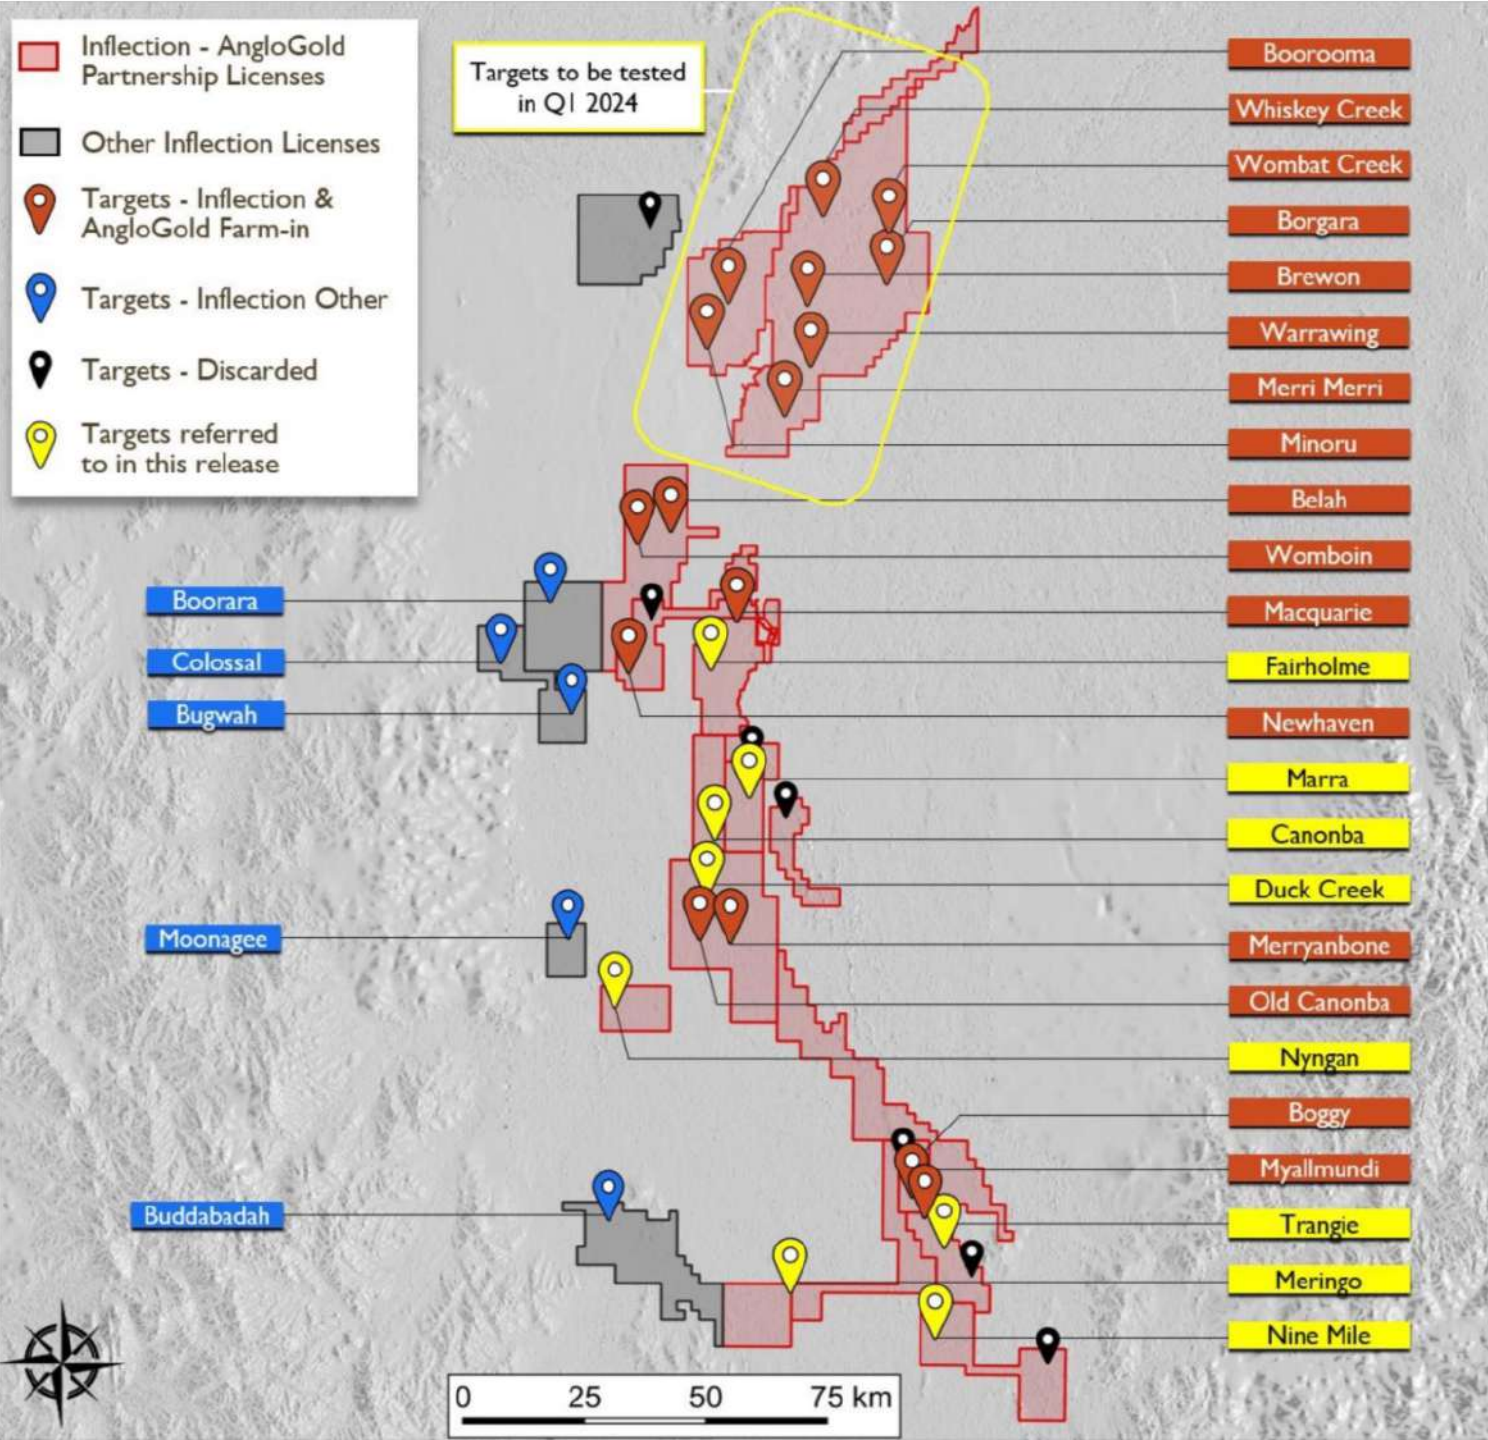 Inflection - AngloGold
Partnership Licenses
Other Inflection Licenses
Targets - Inflection &
AngloGold Farm-in
Targets - Inflection Other
Targets - Discarded
Targets referred
to in this release
Targets to be tested
in Q1 2024
Boorooma
Whiskey Creek
Wombat Creek
Borgara
Brewon
Warrawing
Merri Merri
Minoru
Belah
Womboin
Macquarie
Fairholme
Newhaven
Marra
Canonba
Duck Creek
Merryanbone
Old Canonba
Nyngan
Boggy
Myallmundi
Trangie
Meringo
Nine Mile
Boorara
Colossal
Bugwah
Moonagee
Buddabadah
0 25 50 75 km